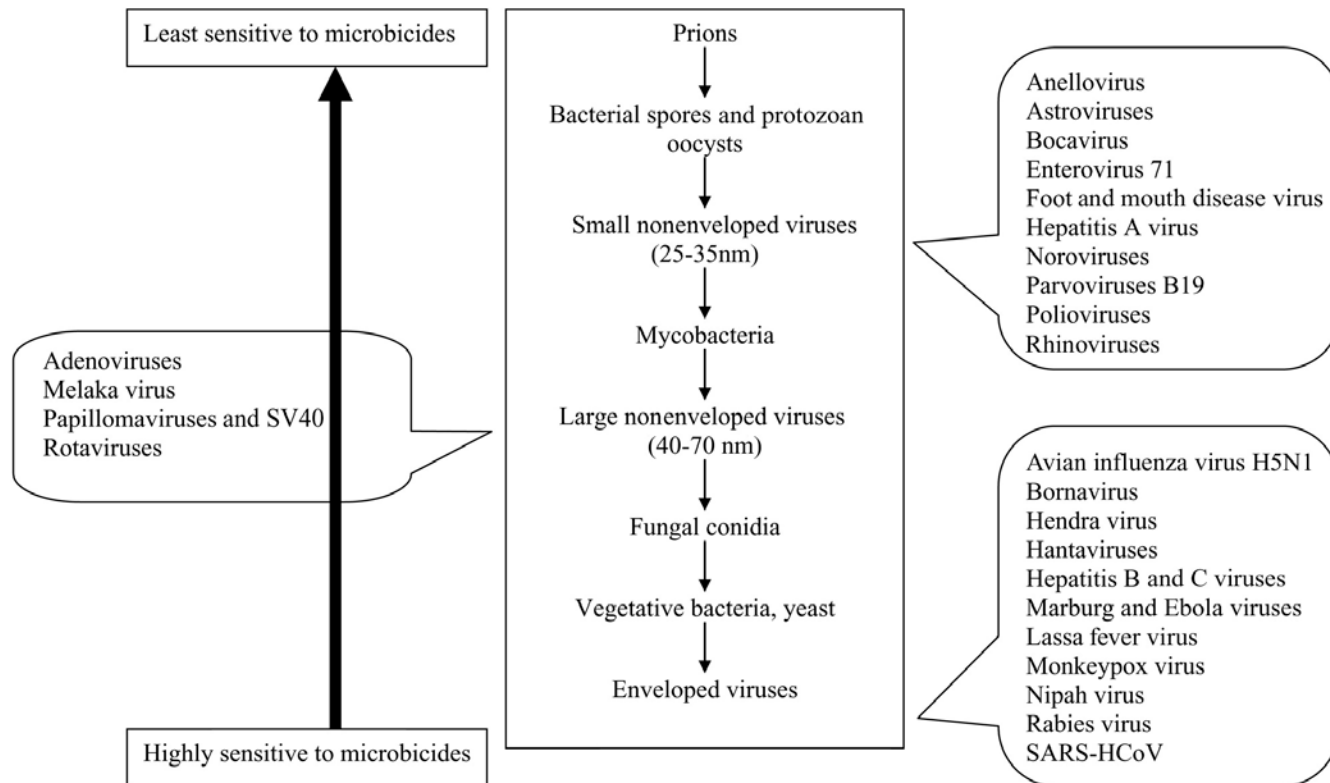 Least sensitive to microbicides
Prions
Bacterial spores and protozoan
oocysts
Small nonenveloped viruses
(25-35nm)
Mycobacteria
Large nonenveloped viruses
(40-70 nm)
Fungal conidia
Vegetative bacteria, yeast
Enveloped viruses
Anellovirus
Astroviruses
Bocavirus
Enterovirus 71
Foot and mouth disease virus
Hepatitis A virus
Noroviruses
Parvoviruses B19
Polioviruses
Rhinoviruses
Adenoviruses
Melaka virus
Papillomaviruses and SV40
Rotaviruses
Avian influenza virus H5N1
Bornavirus
Hendra virus
Hantaviruses
Hepatitis B and C viruses
Marburg and Ebola viruses
Lassa fever virus
Monkeypox virus
Nipah virus
Rabies virus
SARS-HCoV
Highly sensitive to microbicides